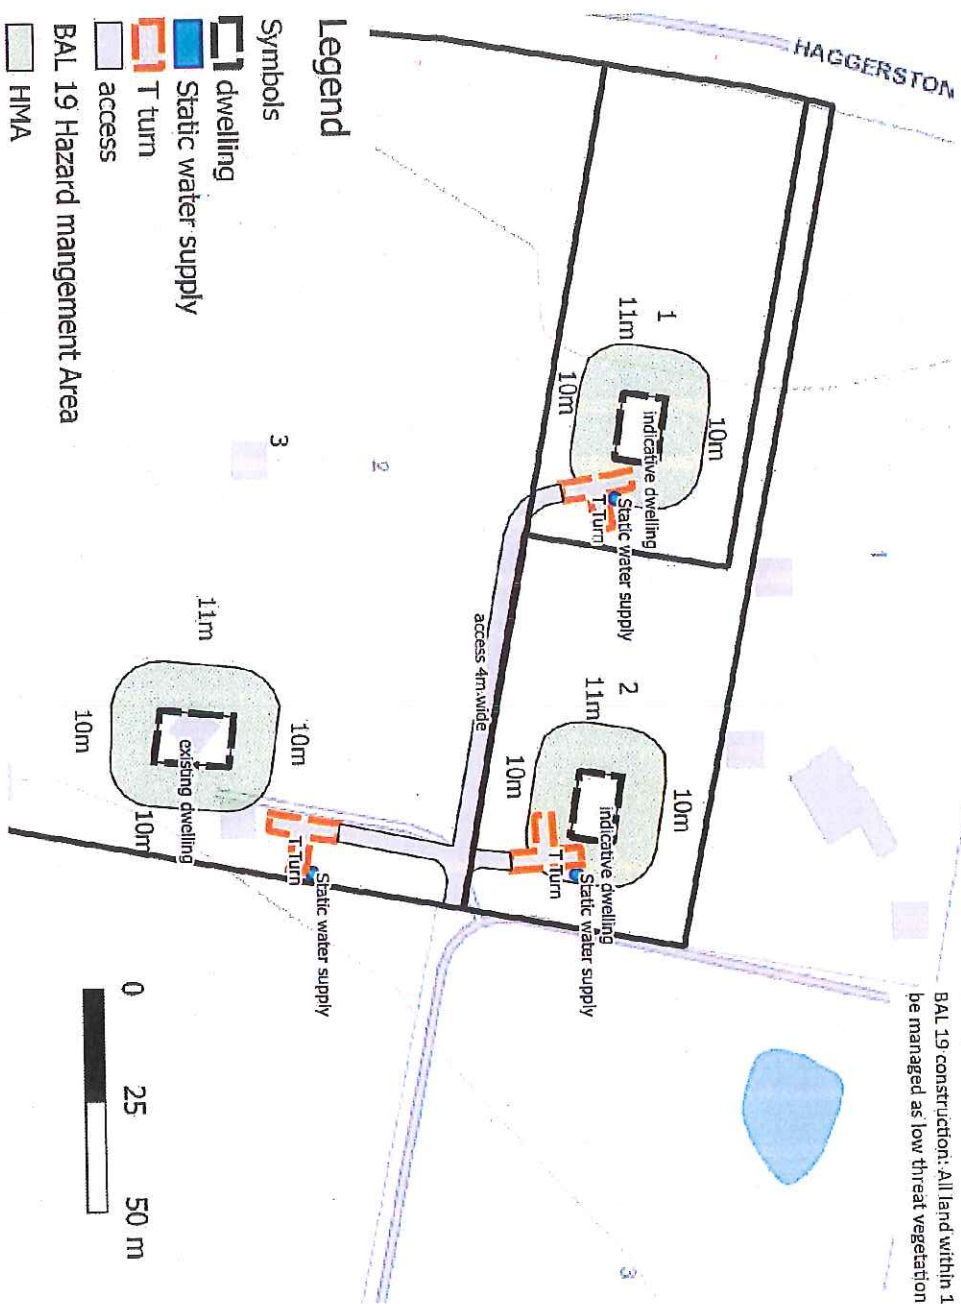 HAGGERSTON
BAL 19 construction: All land within 1
be managed as low threat vegetation
1
1
11m
10m
10m
indicative dwelling
Static water supply
T Turn
access 4m wide
2
11m
10m
10m
indicative dwelling
Static water supply
T Turn
2
3
3
11m
10m
10m
10m
existing dwelling
T Turn
Static water supply
Legend
Symbols
dwelling
Static water supply
T turn
access
BAL 19 Hazard mangement Area
HMA
0
25
50 m